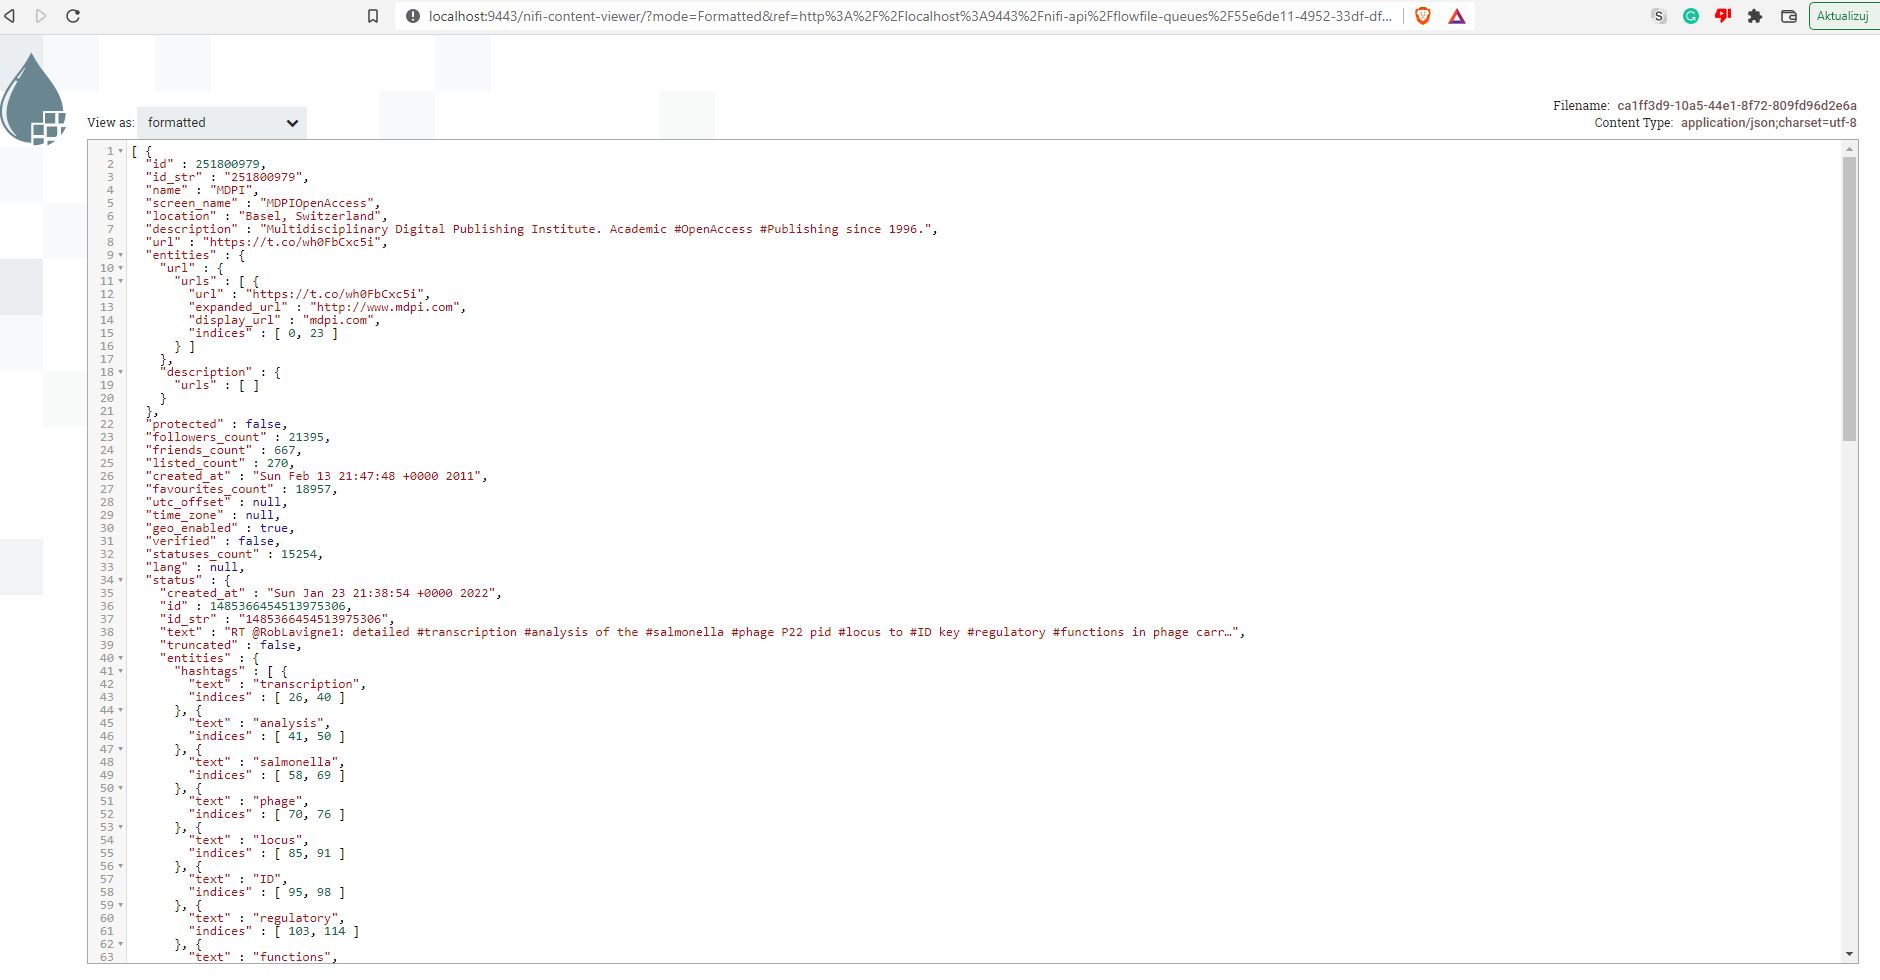 localhost:9443/nifi-content-viewer/?mode=Formatted&ref=http%3A%2F%2Flocalhost%3A9443%2Fnifi-api%2Fflowfile-queues%2F55e6de11-4952-33df-df...
S
G
Aktualizuj
Filename: ca1ff3d9-10a5-44e1-8f72-809fd96d2e6a
View as: formatted
Content Type: application/json;charset=utf-8
1 [ {
2 "id" : 251800979,
3 "id_str" : "251800979",
4 "name" : "MDPI",
5 "screen_name" : "MDPIOpenAccess",
6 "location" : "Basel, Switzerland",
7 "description" : "Multidisciplinary Digital Publishing Institute. Academic #OpenAccess #Publishing since 1996.",
8 "url" : "https://t.co/wh0FbCxc5i",
9 "entities" : {
10 "url" : {
11 "urls" : [ {
12 "url" : "https://t.co/wh0FbCxc5i",
13 "expanded_url" : "http://www.mdpi.com",
14 "display_url" : "mdpi.com",
15 "indices" : [ 0, 23 ]
16 } ]
17 },
18 "description" : {
19 "urls" : [ ]
20 }
21 },
22 "protected" : false,
23 "followers_count" : 21395,
24 "friends_count" : 667,
25 "listed_count" : 270,
26 "created_at" : "Sun Feb 13 21:47:48 +0000 2011",
27 "favourites_count" : 18957,
28 "utc_offset" : null,
29 "time_zone" : null,
30 "geo_enabled" : true,
31 "verified" : false,
32 "statuses_count" : 15254,
33 "lang" : null,
34 "status" : {
35 "created_at" : "Sun Jan 23 21:38:54 +0000 2022",
36 "id" : 1485366454513975306,
37 "id_str" : "1485366454513975306",
38 "text" : "RT @RobLavigne1: detailed #transcription #analysis of the #salmonella #phage P22 pid #locus to #ID key #regulatory #functions in phage carr…",
39 "truncated" : false,
40 "entities" : {
41 "hashtags" : [ {
42 "text" : "transcription",
43 "indices" : [ 26, 40 ]
44 }, {
45 "text" : "analysis",
46 "indices" : [ 41, 50 ]
47 }, {
48 "text" : "salmonella",
49 "indices" : [ 58, 69 ]
50 }, {
51 "text" : "phage",
52 "indices" : [ 70, 76 ]
53 }, {
54 "text" : "locus",
55 "indices" : [ 85, 91 ]
56 }, {
57 "text" : "ID",
58 "indices" : [ 95, 98 ]
59 }, {
60 "text" : "regulatory",
61 "indices" : [ 103, 114 ]
62 }, {
63 "text" : "functions",